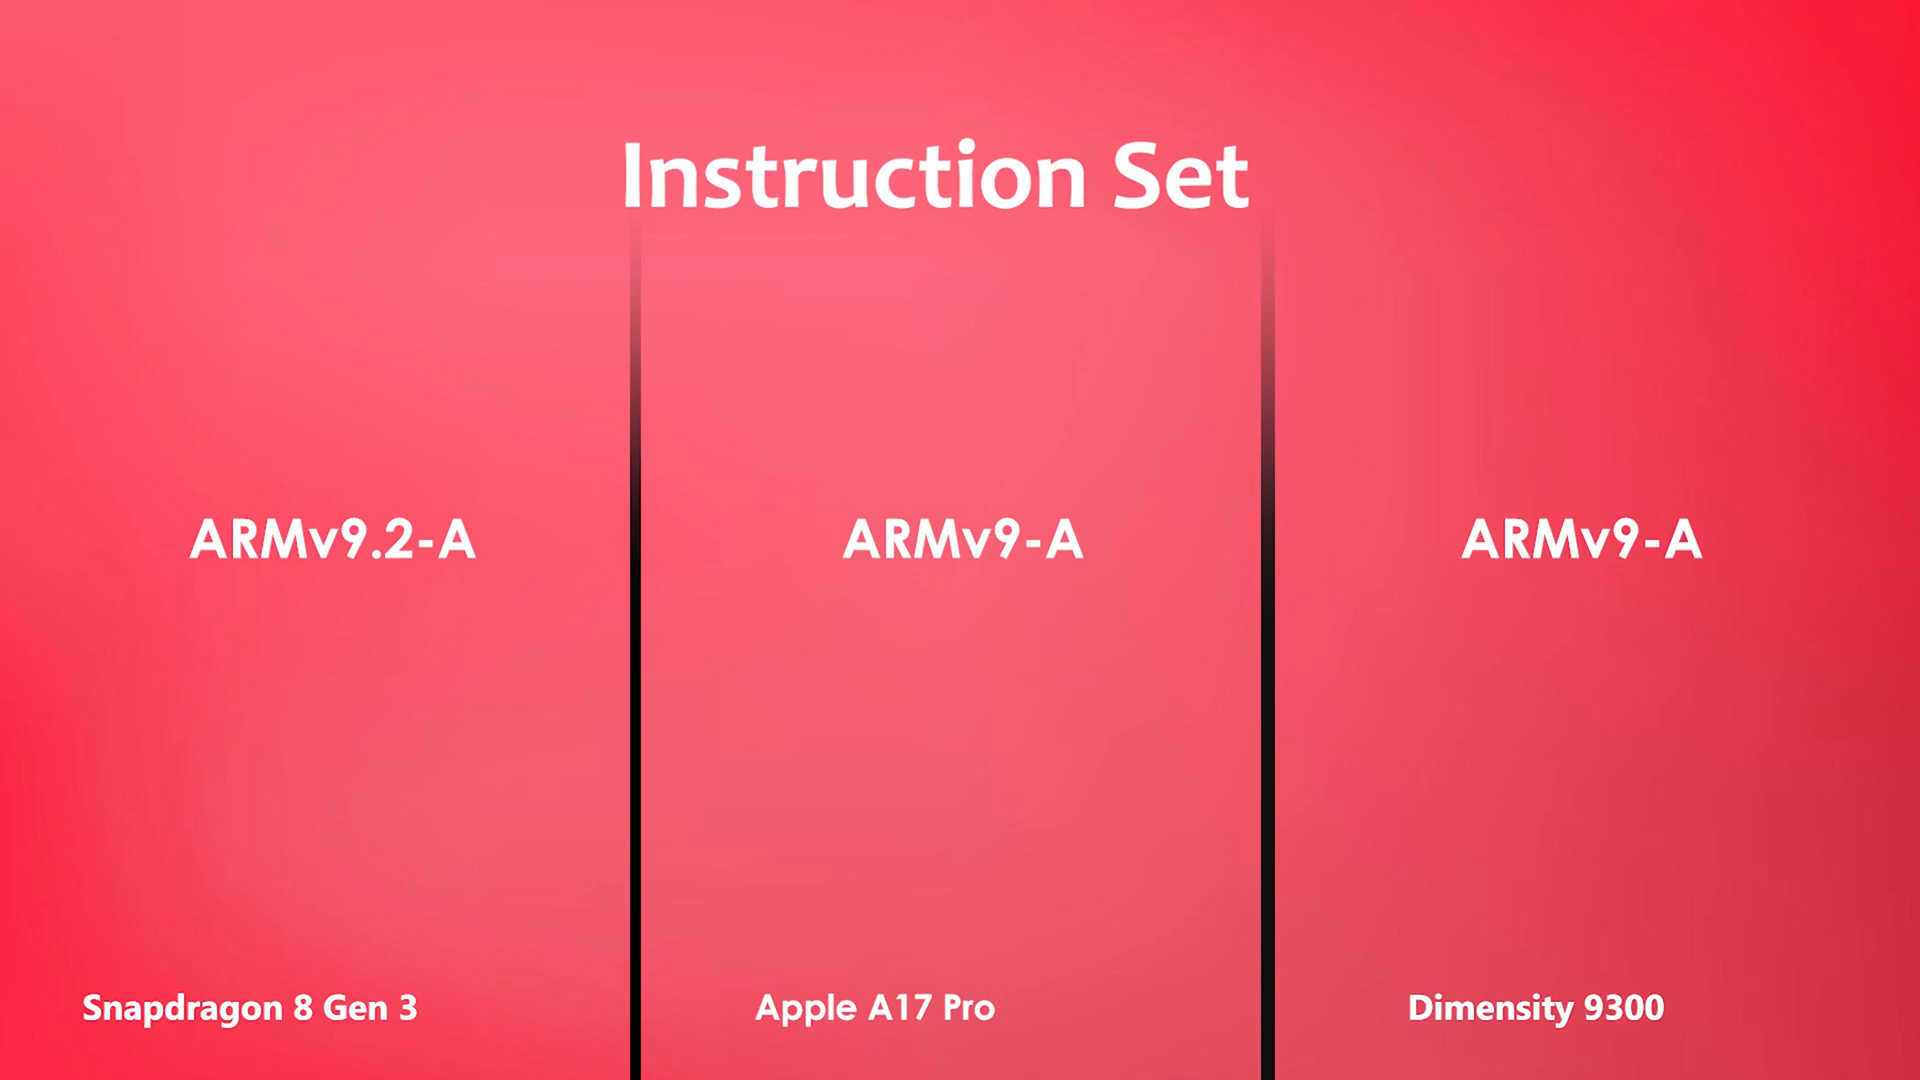 Instruction Set
ARMv9.2-A
ARMv9-A
ARMv9-A
Snapdragon 8 Gen 3
Apple A17 Pro
Dimensity 9300